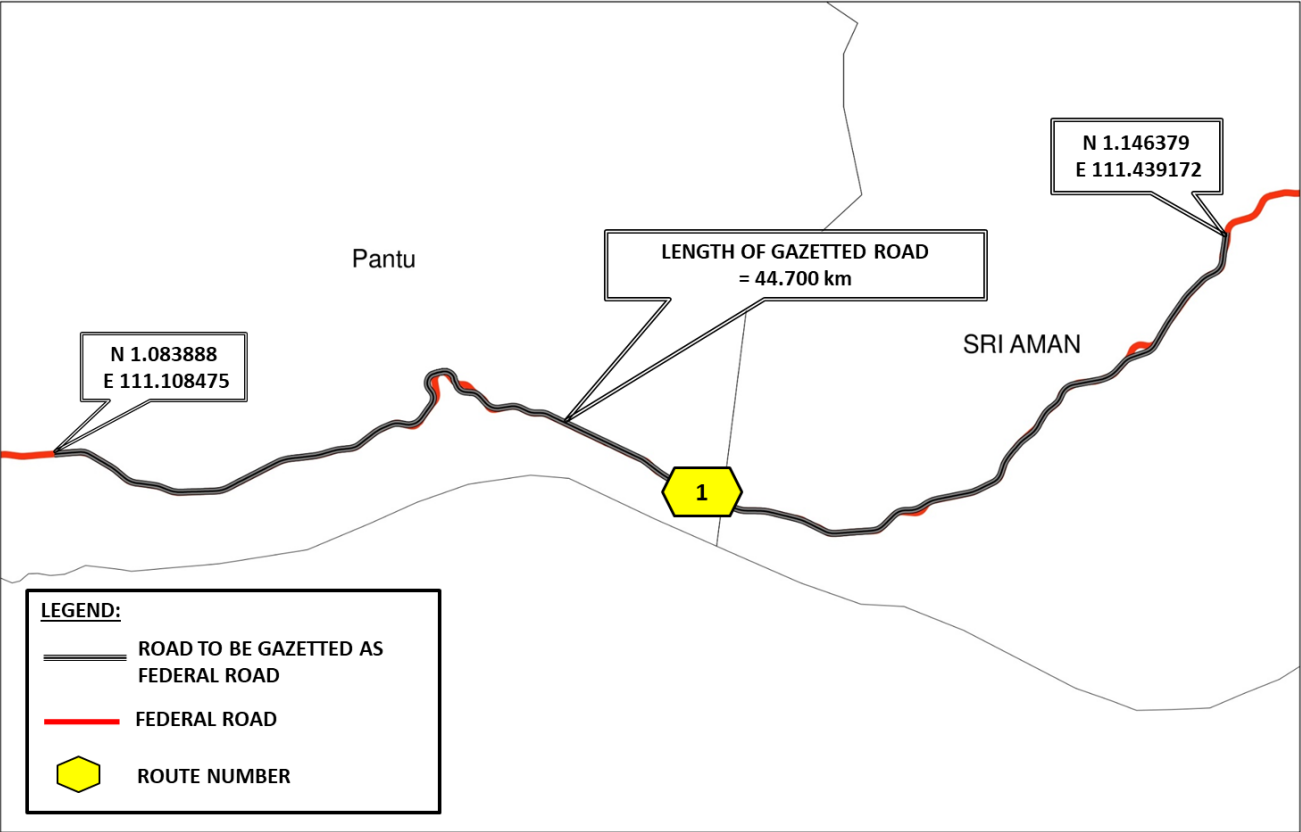 N 1.146379
E 111.439172
LENGTH OF GAZETTED ROAD
= 44.700 km
Pantu
SRI AMAN
N 1.083888
E 111.108475
1
LEGEND:
ROAD TO BE GAZETTED AS
FEDERAL ROAD
FEDERAL ROAD
ROUTE NUMBER